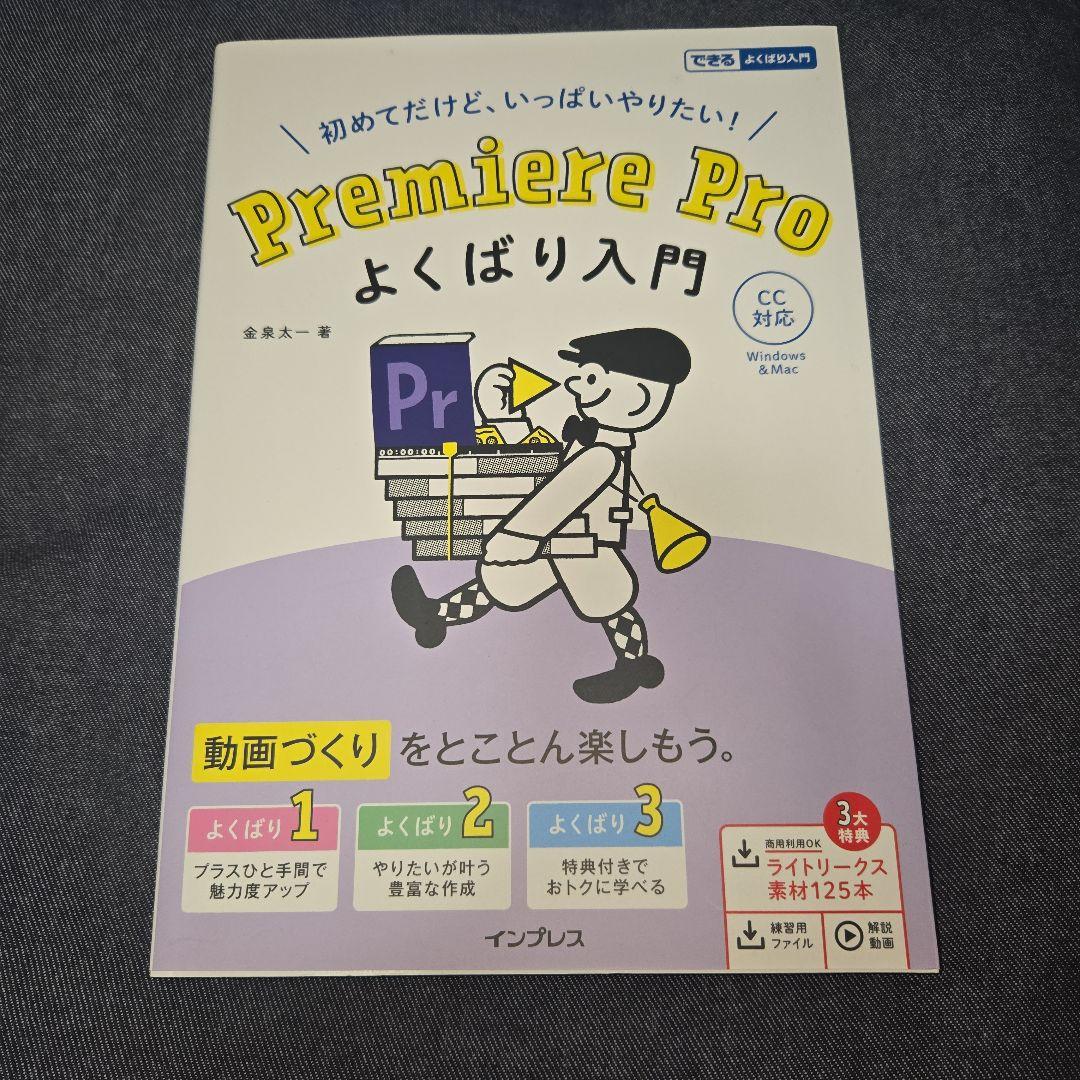 できる よくばり入門
初めてだけど、いっぱいやりたい!
Premiere Pro
よくばり入門
CC
対応
Windows
& Mac
金泉太一 著
Pr
00:00:00
動画づくりをとことん楽しもう。
よくばり1
プラスひと手間で
魅力度アップ
よくばり2
やりたいが叶う
豊富な作成
よくばり3
特典付きで
おトクに学べる
3大
特典
商用利用OK
ライトリークス
素材125本
練習用
ファイル
解説
動画
インプレス